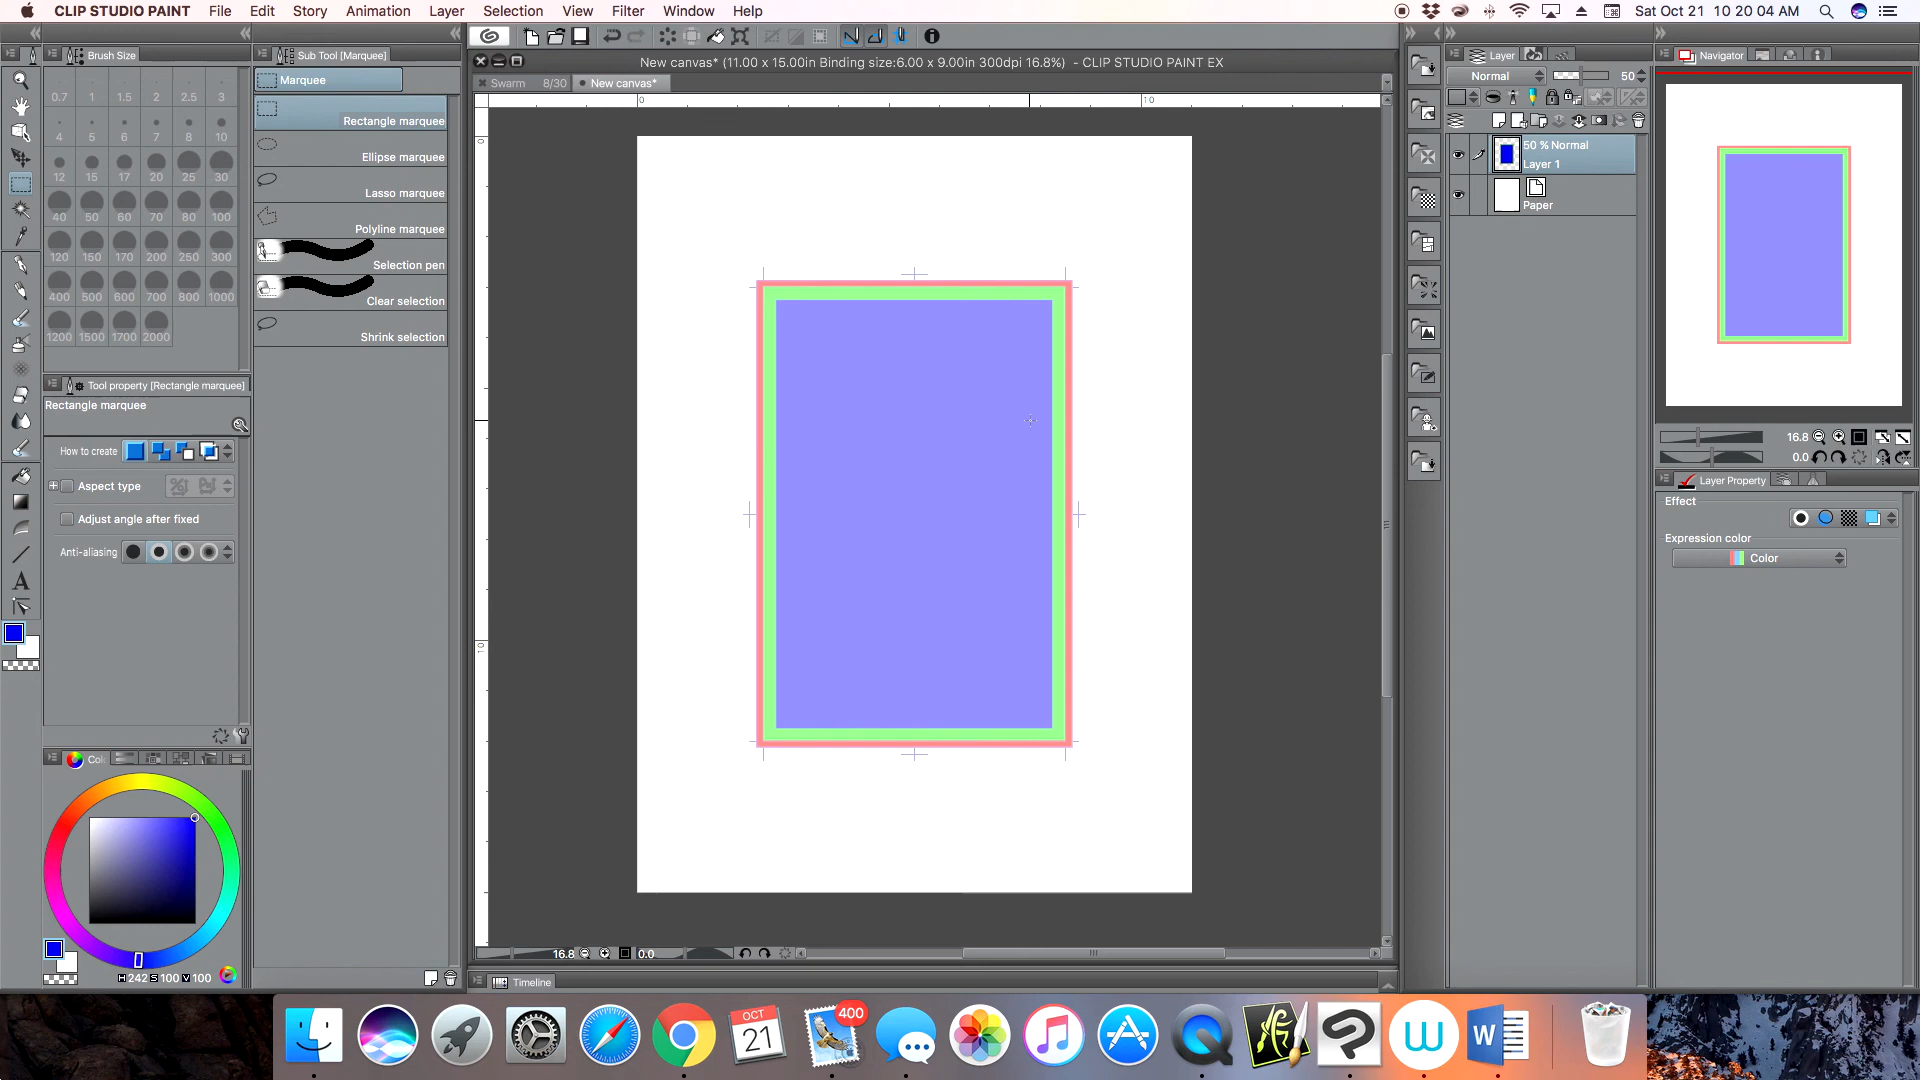 CLIP STUDIO PAINT File Edit Story Animation Layer Selection View Filter Window Help Sat Oct 21 10 20 04 AM
New canvas* (11.00 x 15.00in Binding size:6.00 x 9.00in 300dpi 16.8%) - CLIP STUDIO PAINT EX
Swarm 8/30 New canvas*
Brush Size
0.7 1 1.5 2 2.5 3
4 5 6 7 8 10
12 15 17 20 25 30
40 50 60 70 80 100
120 150 170 200 250 300
400 500 600 700 800 1000
1200 1500 1700 2000
Sub Tool [Marquee]
Marquee
Rectangle marquee
Ellipse marquee
Lasso marquee
Polyline marquee
Selection pen
Clear selection
Shrink selection
Tool property [Rectangle marquee]
Rectangle marquee
How to create
Aspect type
Adjust angle after fixed
Anti-aliasing
Col
H 242 S 100 V 100
0 10
0
10
16.8 0.0
Timeline
Layer
Normal 50
50 % Normal
Layer 1
Paper
Navigator
16.8
0.0
Layer Property
Effect
Expression color
Color
OCT
21
400
W
W